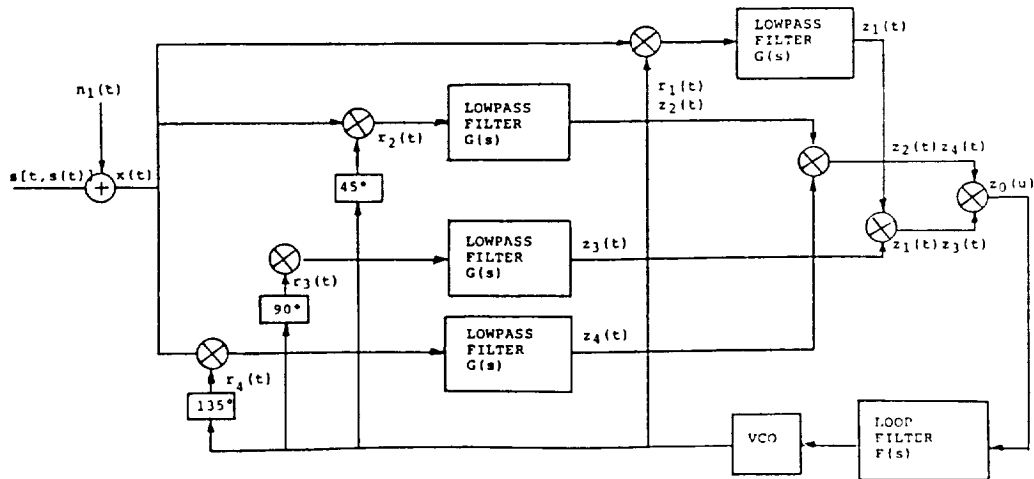 LOWPASS
FILTER
G(s)
z₁(t)
n₁(t)
r₁(t)
z₂(t)
LOWPASS
FILTER
G(s)
r₂(t)
z₂(t) z₄(t)
s[t,s(t)]
+
x(t)
45°
z₀(u)
LOWPASS
FILTER
G(s)
z₃(t)
z₁(t) z₃(t)
r₃(t)
90°
LOWPASS
FILTER
G(s)
z₄(t)
r₄(t)
135°
VCO
LOOP
FILTER
F(s)